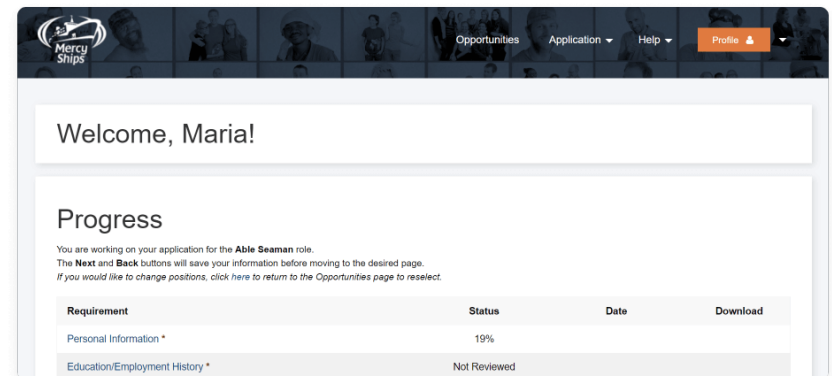 Mercy
Ships
Opportunities Application Help Profile
Welcome, Maria!
Progress
You are working on your application for the Able Seaman role.
The Next and Back buttons will save your information before moving to the desired page.
If you would like to change positions, click here to return to the Opportunities page to reselect.
Requirement Status Date Download
Personal Information * 19%
Education/Employment History * Not Reviewed